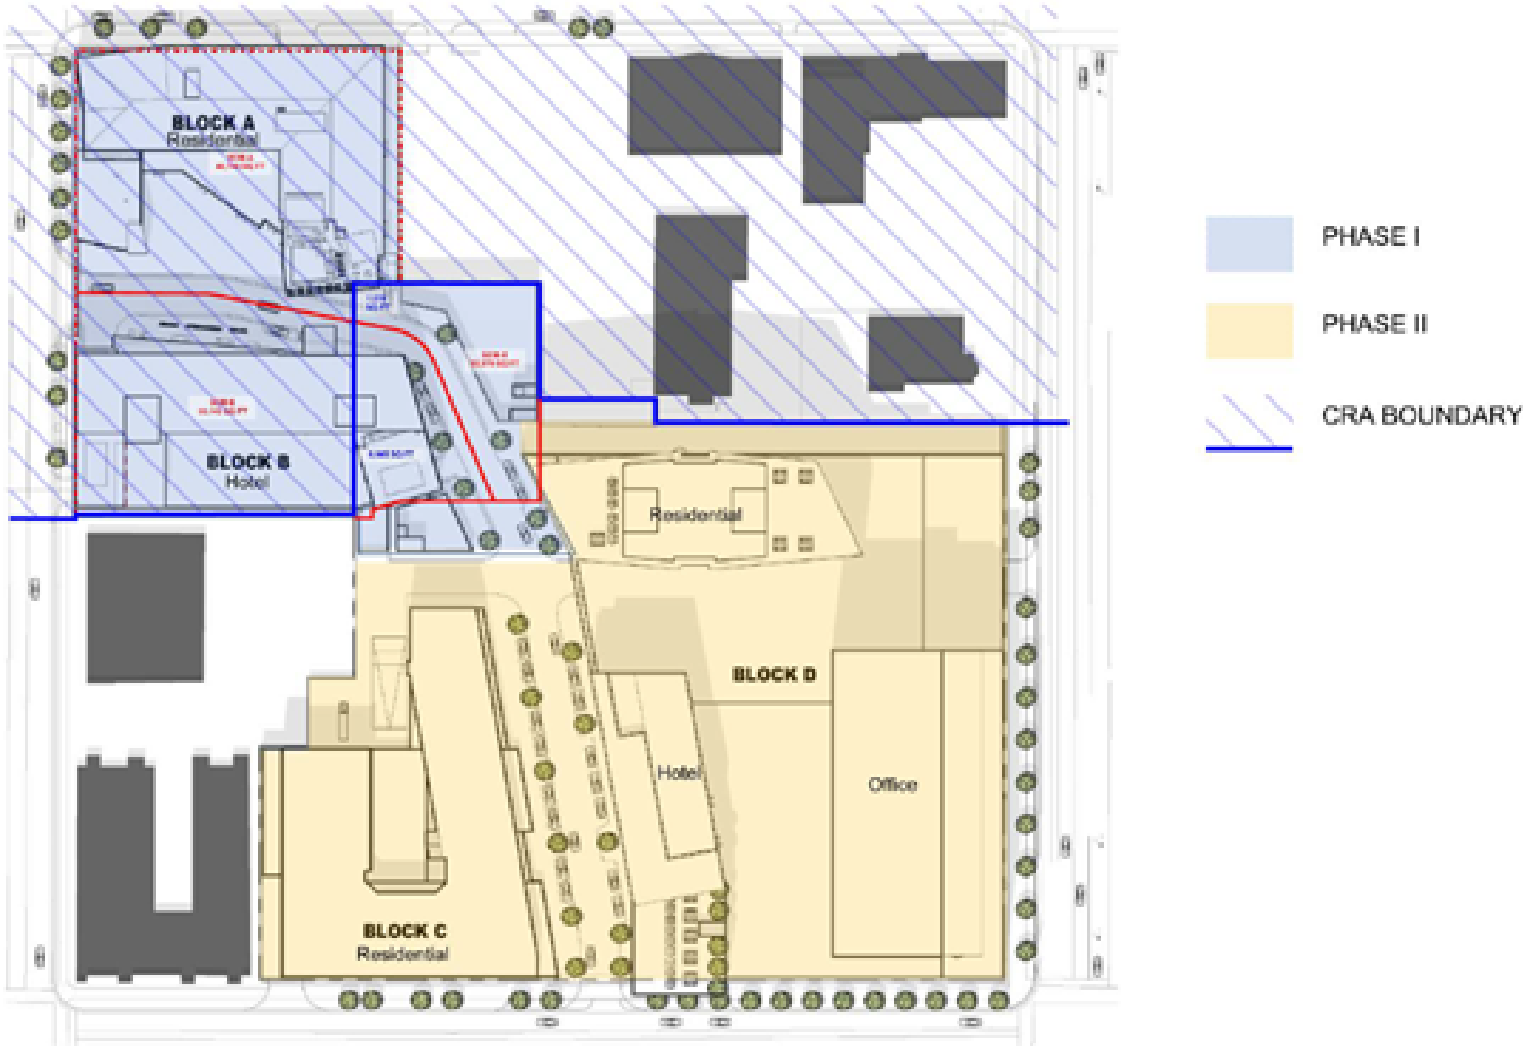 BLOCK A
Residential
PHASE I
PHASE II
CRA BOUNDARY
BLOCK B
Hotel
Residential
BLOCK D
Hotel
Office
BLOCK C
Residential